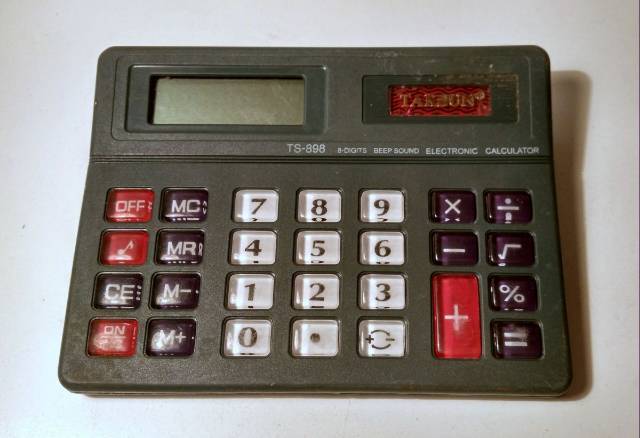 TAKSUN®
TS-898 8-DIGITS BEEP SOUND ELECTRONIC CALCULATOR
OFF MC 7 8 9 × ÷
♪ MR 4 5 6 − √
CE M− 1 2 3 + %
ON M+ 0 • =